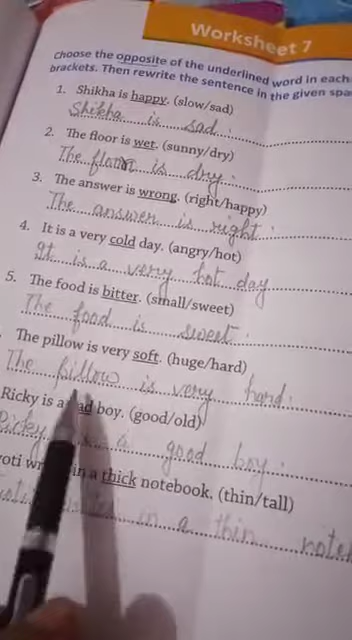 Worksheet 7
Choose the opposite of the underlined word in each
brackets. Then rewrite the sentence in the given spa
1. Shikha is happy. (slow/sad)
Shikha is sad.
2. The floor is wet. (sunny/dry)
The floor is dry.
3. The answer is wrong. (right/happy)
The answer is right.
4. It is a very cold day. (angry/hot)
It is a very hot day
5. The food is bitter. (small/sweet)
The food is sweet.
The pillow is very soft. (huge/hard)
The pillow is very hard.
Ricky is a bad boy. (good/old)
Ricky is a good boy.
in a thick notebook. (thin/tall)
in a thin note